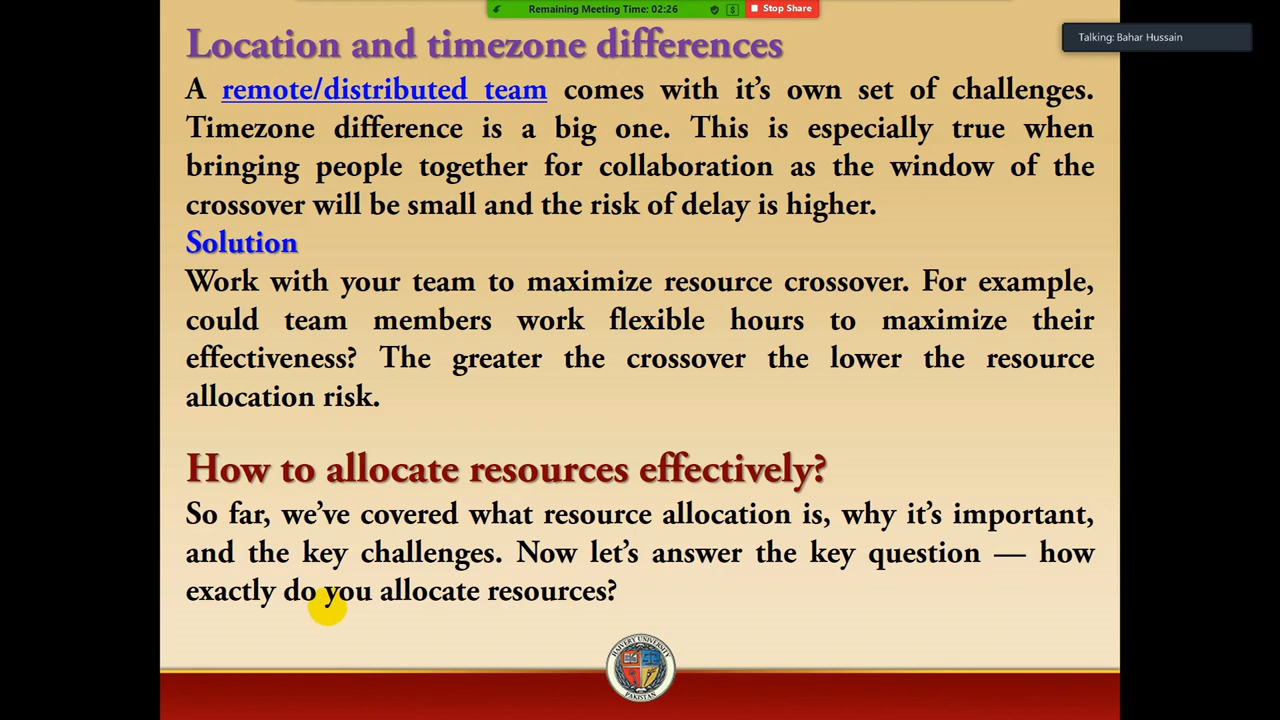 Remaining Meeting Time: 02:26
Stop Share
Talking: Bahar Hussain
Location and timezone differences
A remote/distributed team comes with it’s own set of challenges.
Timezone difference is a big one. This is especially true when
bringing people together for collaboration as the window of the
crossover will be small and the risk of delay is higher.
Solution
Work with your team to maximize resource crossover. For example,
could team members work flexible hours to maximize their
effectiveness? The greater the crossover the lower the resource
allocation risk.
How to allocate resources effectively?
So far, we’ve covered what resource allocation is, why it’s important,
and the key challenges. Now let’s answer the key question — how
exactly do you allocate resources?
UNIVERSITY
PAKISTAN